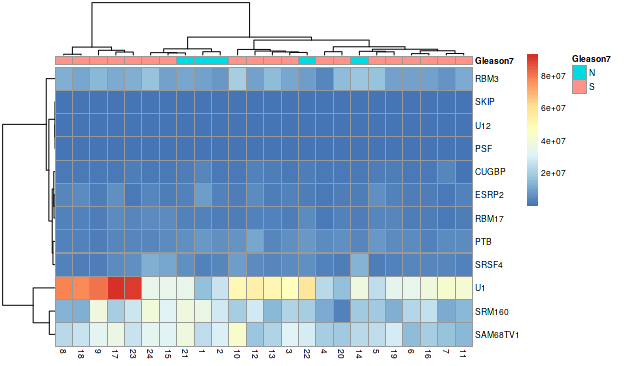 Gleason7
RBM3
SKIP
U12
PSF
CUGBP
ESRP2
RBM17
PTB
SRSF4
U1
SRM160
SAM68TV1
8 18 9 17 23 24 15 21 1 2 10 12 13 3 22 4 20 14 5 19 6 16 7 11
8e+07
6e+07
4e+07
2e+07
Gleason7
N
S